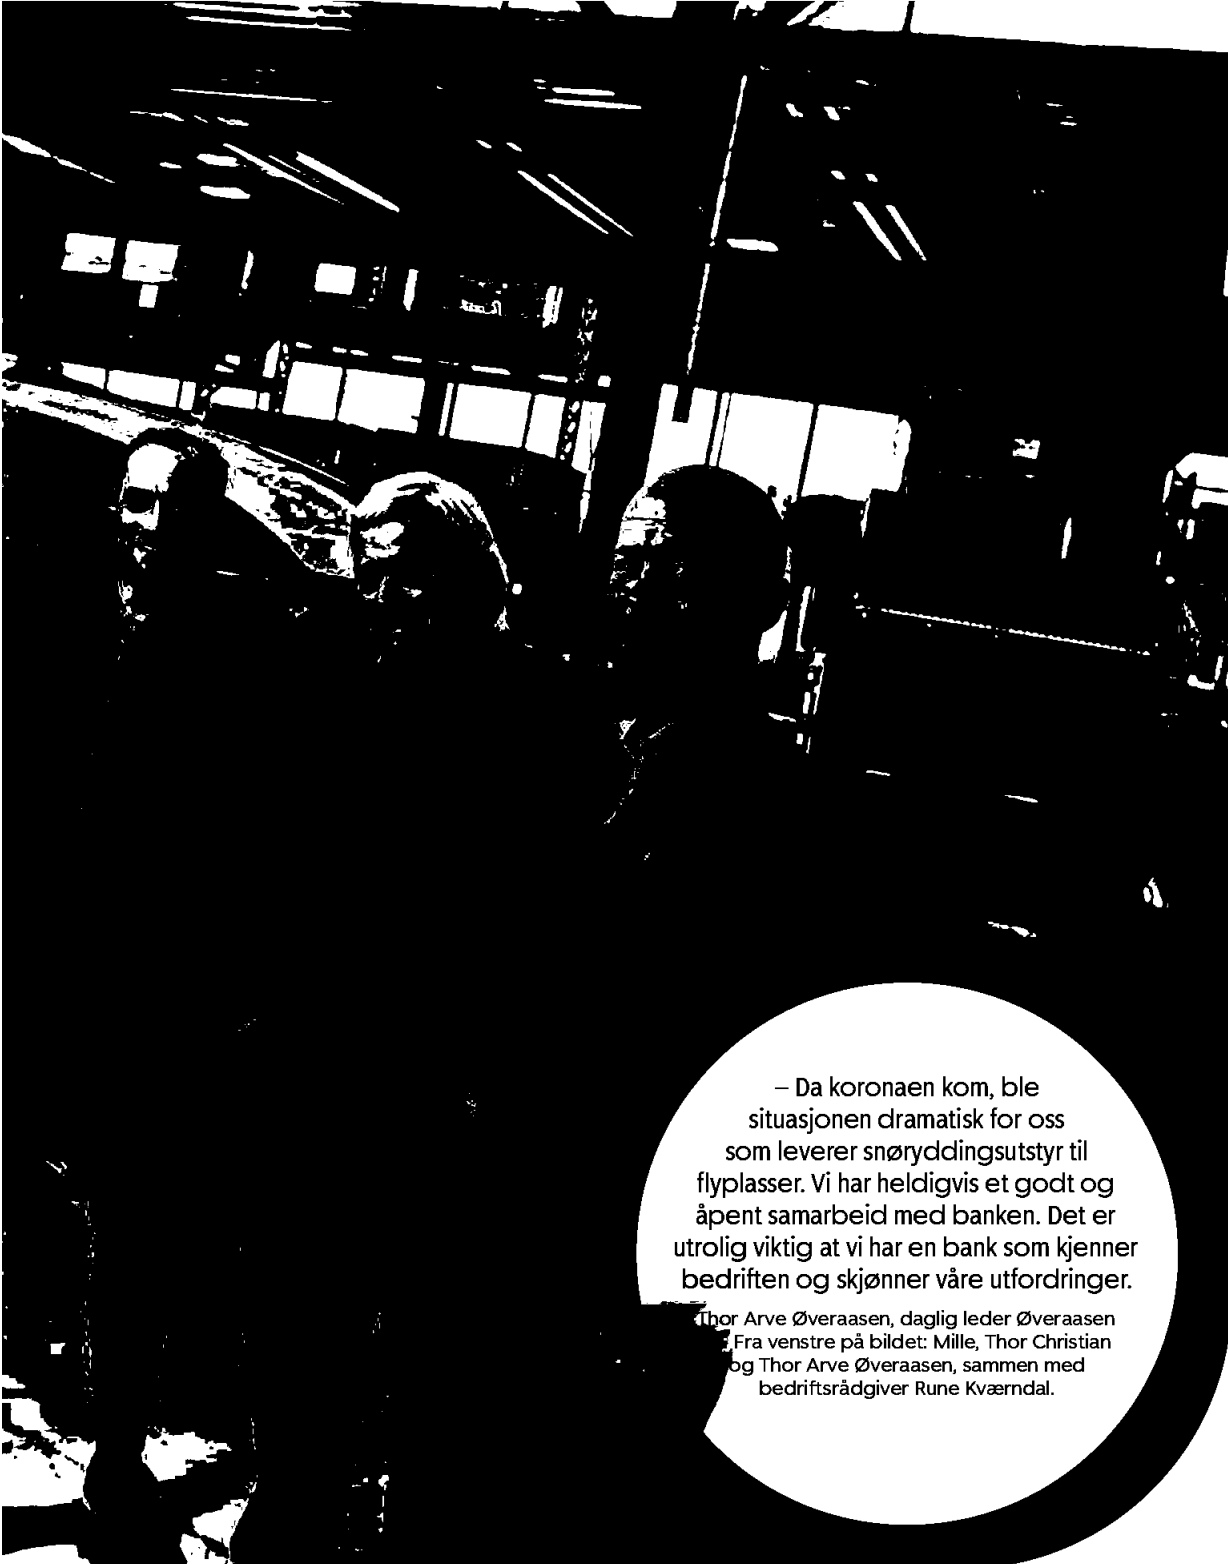 – Da koronaen kom, ble
situasjonen dramatisk for oss
som leverer snøryddingsutstyr til
flyplasser. Vi har heldigvis et godt og
åpent samarbeid med banken. Det er
utrolig viktig at vi har en bank som kjenner
bedriften og skjønner våre utfordringer.
Thor Arve Øveraasen, daglig leder Øveraasen
Fra venstre på bildet: Mille, Thor Christian
og Thor Arve Øveraasen, sammen med
bedriftsrådgiver Rune Kværndal.